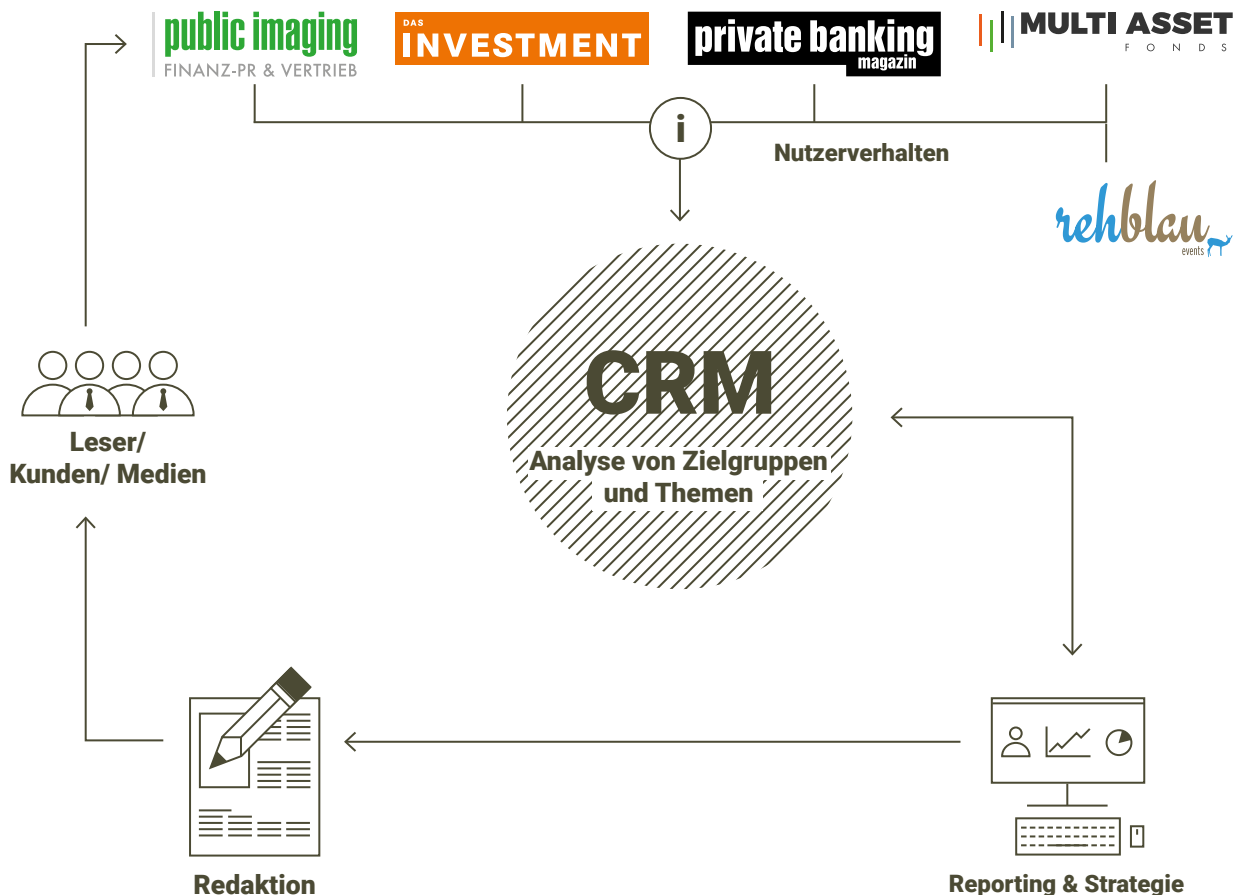 public imaging
FINANZ-PR & VERTRIEB
DAS
INVESTMENT
private banking
magazin
MULTI ASSET
FONDS
i
Nutzerverhalten
rehblau
events
CRM
Analyse von Zielgruppen
und Themen
Leser/
Kunden/ Medien
Redaktion
Reporting & Strategie